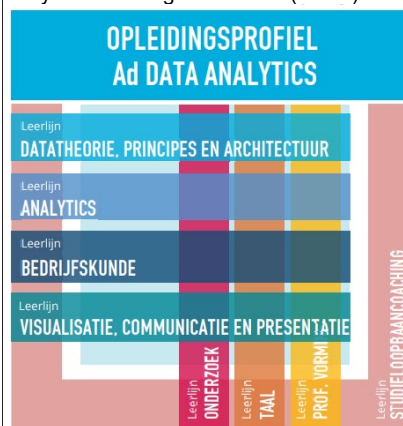 OPLEIDINGSPROFIEL
Ad DATA ANALYTICS
Leerlijn
DATATHEORIE, PRINCIPES EN ARCHITECTUUR
Leerlijn
ANALYTICS
Leerlijn
BEDRIJFSKUNDE
Leerlijn
VISUALISATIE, COMMUNICATIE EN PRESENTATIE
Leerlijn
ONDERZOEK
Leerlijn
TAAL
Leerlijn
PROF. VORMI
Leerlijn
STUDIELOOPBAANCOACHING